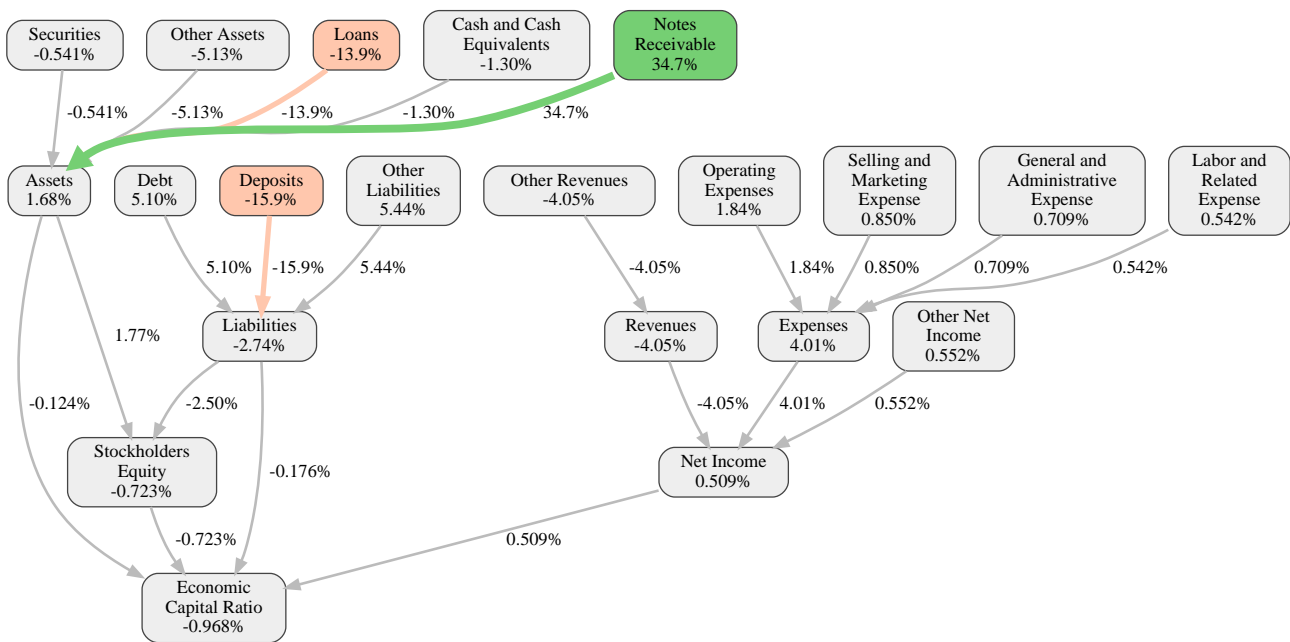 Securities
-0.541%
Other Assets
-5.13%
Loans
-13.9%
Cash and Cash
Equivalents
-1.30%
Notes
Receivable
34.7%
-0.541%
-5.13%
-13.9%
-1.30%
34.7%
Assets
1.68%
Debt
5.10%
Deposits
-15.9%
Other
Liabilities
5.44%
Other Revenues
-4.05%
Operating
Expenses
1.84%
Selling and
Marketing
Expense
0.850%
General and
Administrative
Expense
0.709%
Labor and
Related
Expense
0.542%
5.10%
-15.9%
5.44%
-4.05%
1.84%
0.850%
0.709%
0.542%
1.77%
Liabilities
-2.74%
Revenues
-4.05%
Expenses
4.01%
Other Net
Income
0.552%
-0.124%
-2.50%
-4.05%
4.01%
0.552%
Stockholders
Equity
-0.723%
-0.176%
Net Income
0.509%
-0.723%
0.509%
Economic
Capital Ratio
-0.968%